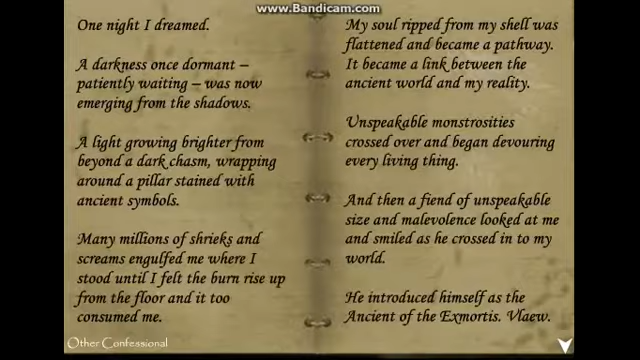 www.Bandicam.com
One night I dreamed.
A darkness once dormant –
patiently waiting – was now
emerging from the shadows.
A light growing brighter from
beyond a dark chasm, wrapping
around a pillar stained with
ancient symbols.
Many millions of shrieks and
screams engulfed me where I
stood until I felt the burn rise up
from the floor and it too
consumed me.
My soul ripped from my shell was
flattened and became a pathway.
It became a link between the
ancient world and my reality.
Unspeakable monstrosities
crossed over and began devouring
every living thing.
And then a fiend of unspeakable
size and malevolence looked at me
and smiled as he crossed in to my
world.
He introduced himself as the
Ancient of the Exmortis. Vlaew.
Other Confessional